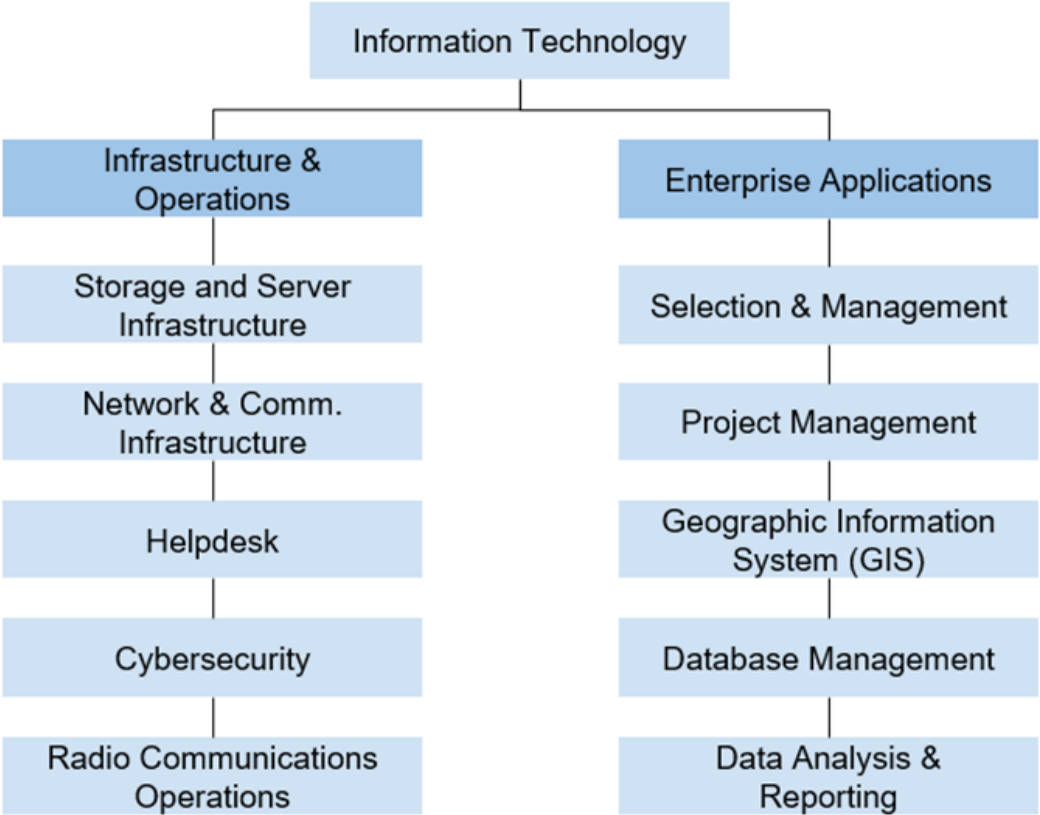 Information Technology
Infrastructure &
Operations
Storage and Server
Infrastructure
Network & Comm.
Infrastructure
Helpdesk
Cybersecurity
Radio Communications
Operations
Enterprise Applications
Selection & Management
Project Management
Geographic Information
System (GIS)
Database Management
Data Analysis &
Reporting